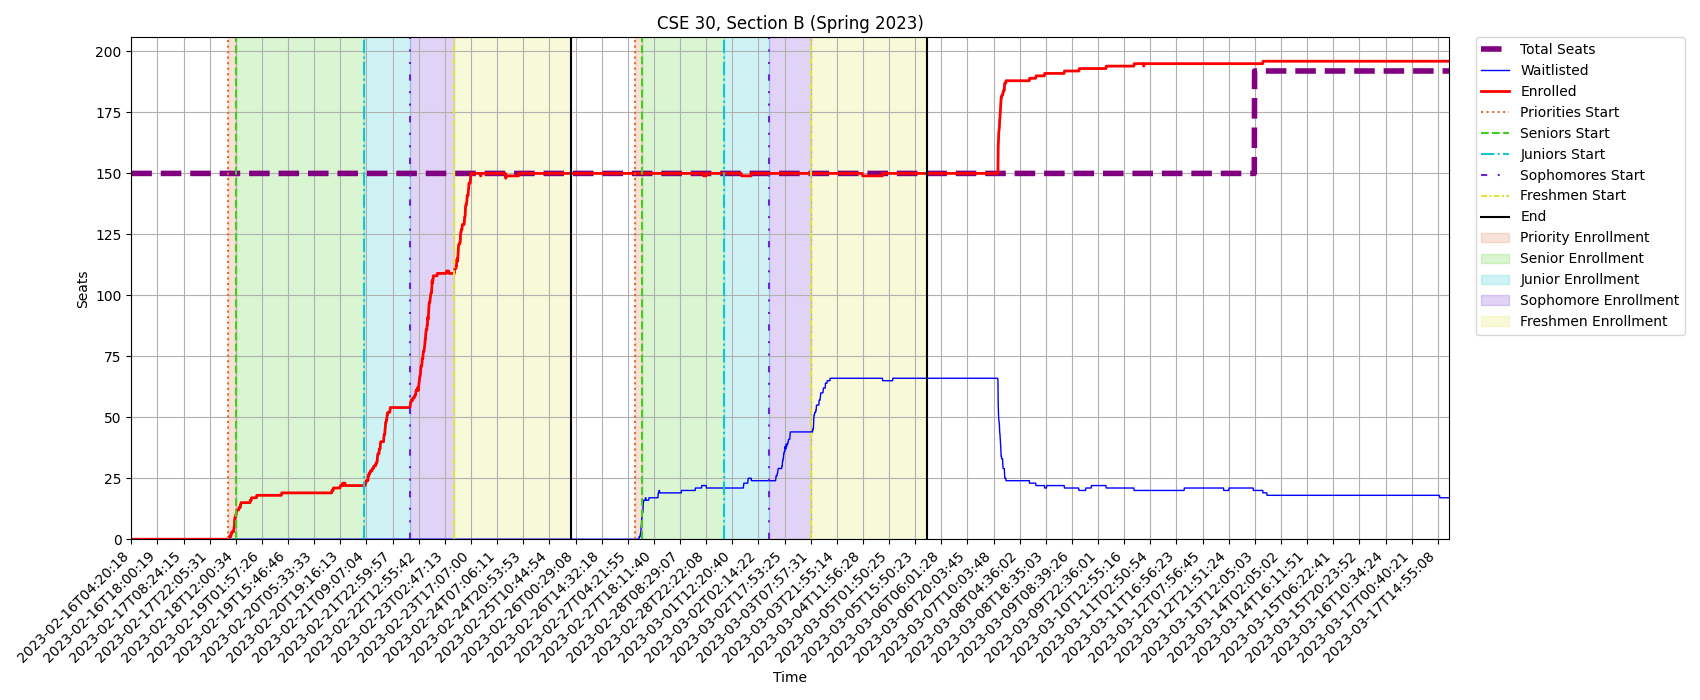 CSE 30, Section B (Spring 2023)
Seats
200
175
150
125
100
75
50
25
0
Total Seats
Waitlisted
Enrolled
Priorities Start
Seniors Start
Juniors Start
Sophomores Start
Freshmen Start
End
Priority Enrollment
Senior Enrollment
Junior Enrollment
Sophomore Enrollment
Freshmen Enrollment
2023-02-16T04:20:18
2023-02-16T18:00:19
2023-02-17T08:24:15
2023-02-17T22:05:31
2023-02-18T12:00:34
2023-02-19T01:57:26
2023-02-19T15:46:46
2023-02-20T05:33:33
2023-02-20T19:16:13
2023-02-21T09:07:04
2023-02-21T22:59:57
2023-02-22T12:55:42
2023-02-23T02:47:13
2023-02-23T17:07:00
2023-02-24T07:06:11
2023-02-24T20:53:53
2023-02-25T10:44:54
2023-02-26T00:29:08
2023-02-26T14:32:18
2023-02-27T04:21:55
2023-02-27T18:11:40
2023-02-28T08:29:07
2023-02-28T22:22:08
2023-03-01T12:20:40
2023-03-02T02:14:22
2023-03-02T17:53:25
2023-03-03T07:57:31
2023-03-03T21:55:14
2023-03-04T11:56:28
2023-03-05T01:50:25
2023-03-05T15:50:23
2023-03-06T06:01:28
2023-03-06T20:03:45
2023-03-07T10:03:48
2023-03-08T04:36:02
2023-03-08T18:35:03
2023-03-09T08:39:26
2023-03-09T22:36:01
2023-03-10T12:55:16
2023-03-11T02:50:54
2023-03-11T16:56:23
2023-03-12T07:56:45
2023-03-12T21:51:24
2023-03-13T12:05:03
2023-03-14T02:05:02
2023-03-14T16:11:51
2023-03-15T06:22:41
2023-03-15T20:23:52
2023-03-16T10:34:24
2023-03-17T00:40:21
2023-03-17T14:55:08
Time